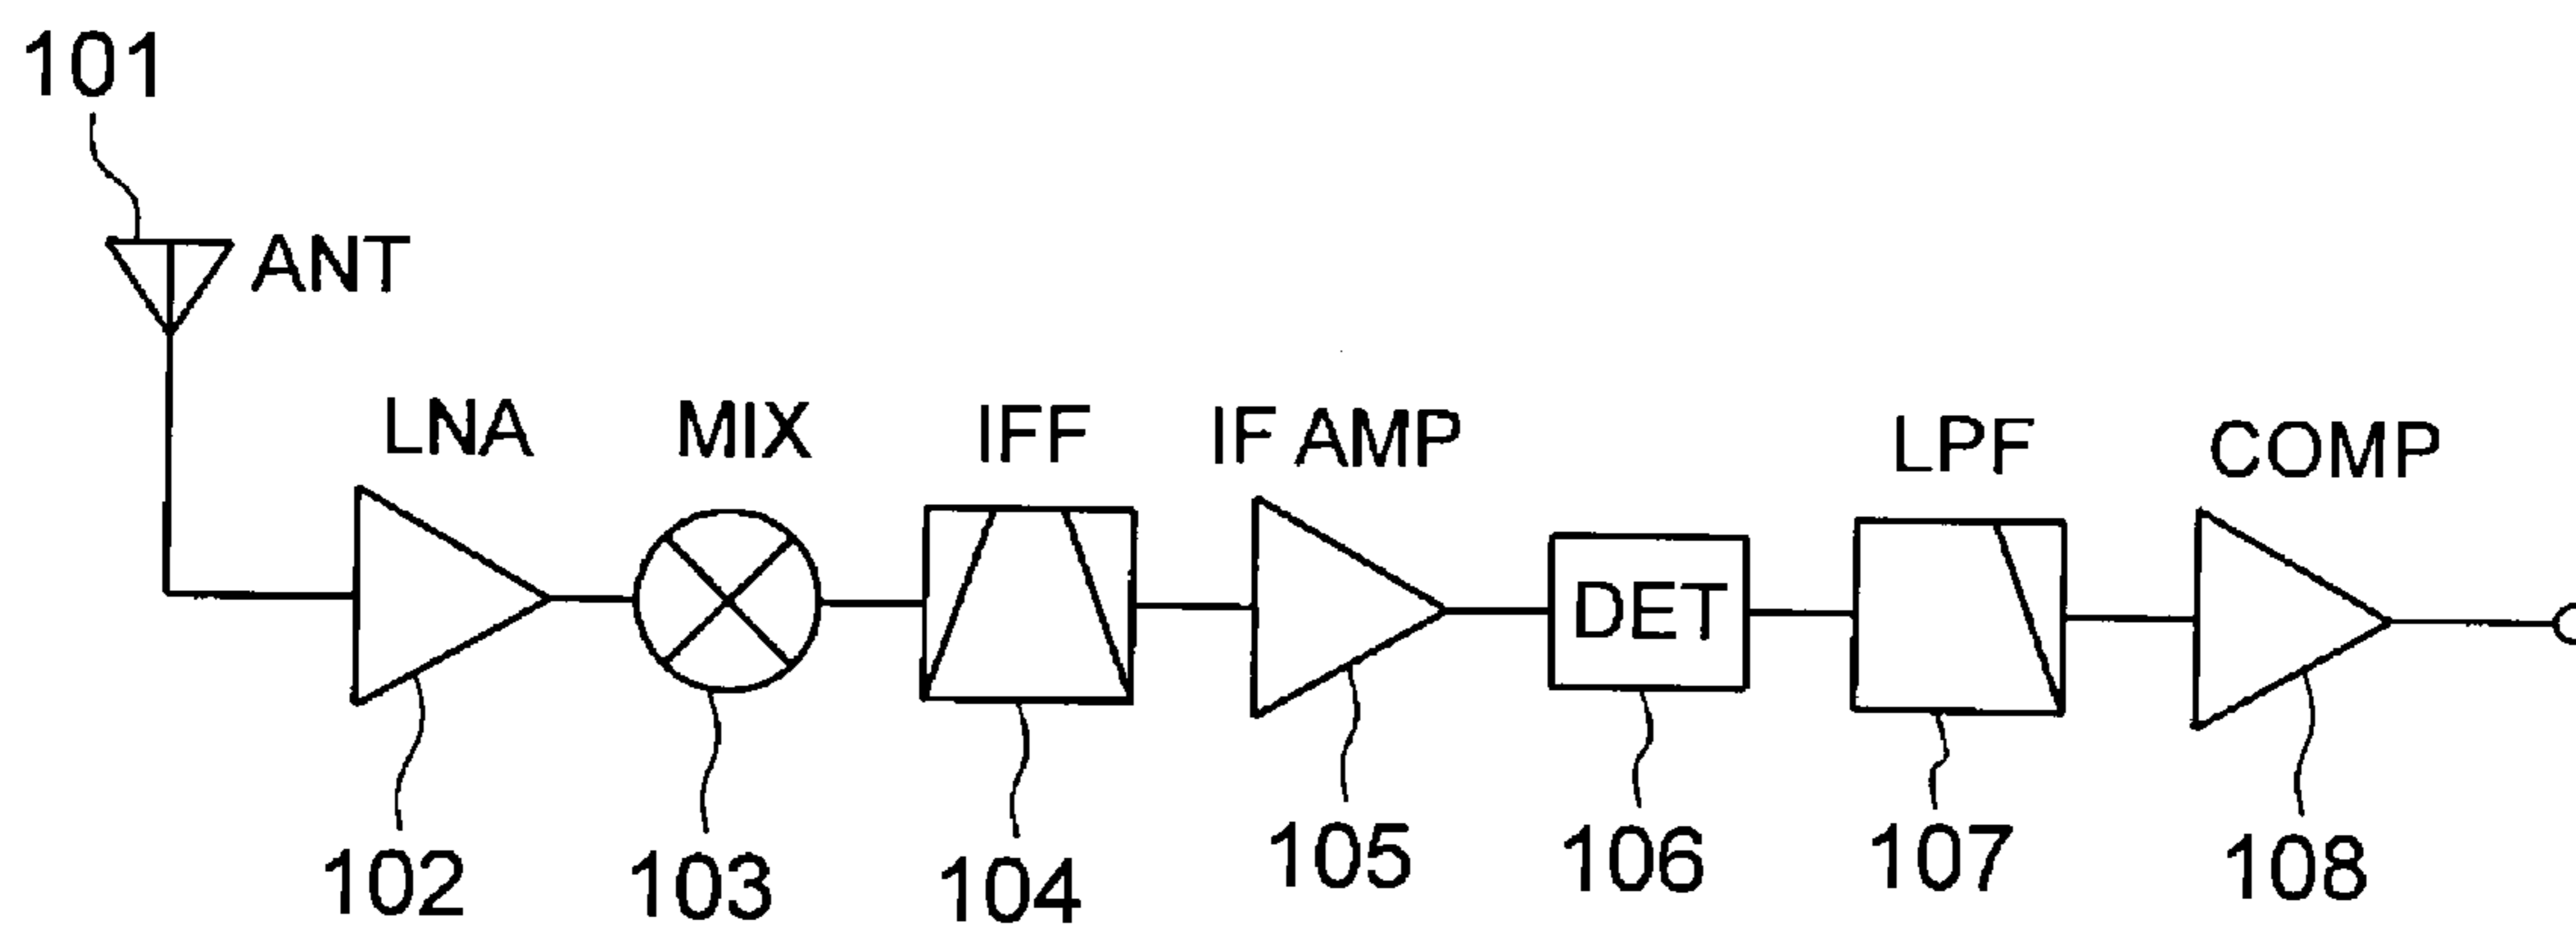 101
ANT
LNA MIX IFF IF AMP LPF COMP
DET
102 103 104 105 106 107 108